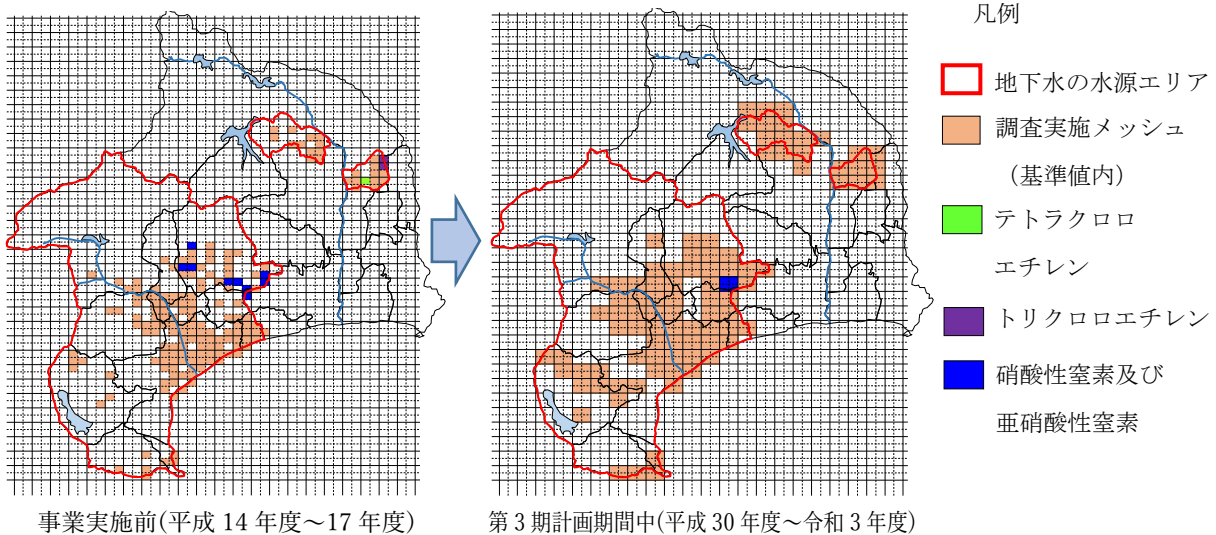 凡例
地下水の水源エリア
調査実施メッシュ
（基準値内）
テトラクロロ
エチレン
トリクロロエチレン
硝酸性窒素及び
亜硝酸性窒素
事業実施前(平成 14 年度～17 年度)
第 3 期計画期間中(平成 30 年度～令和 3 年度)